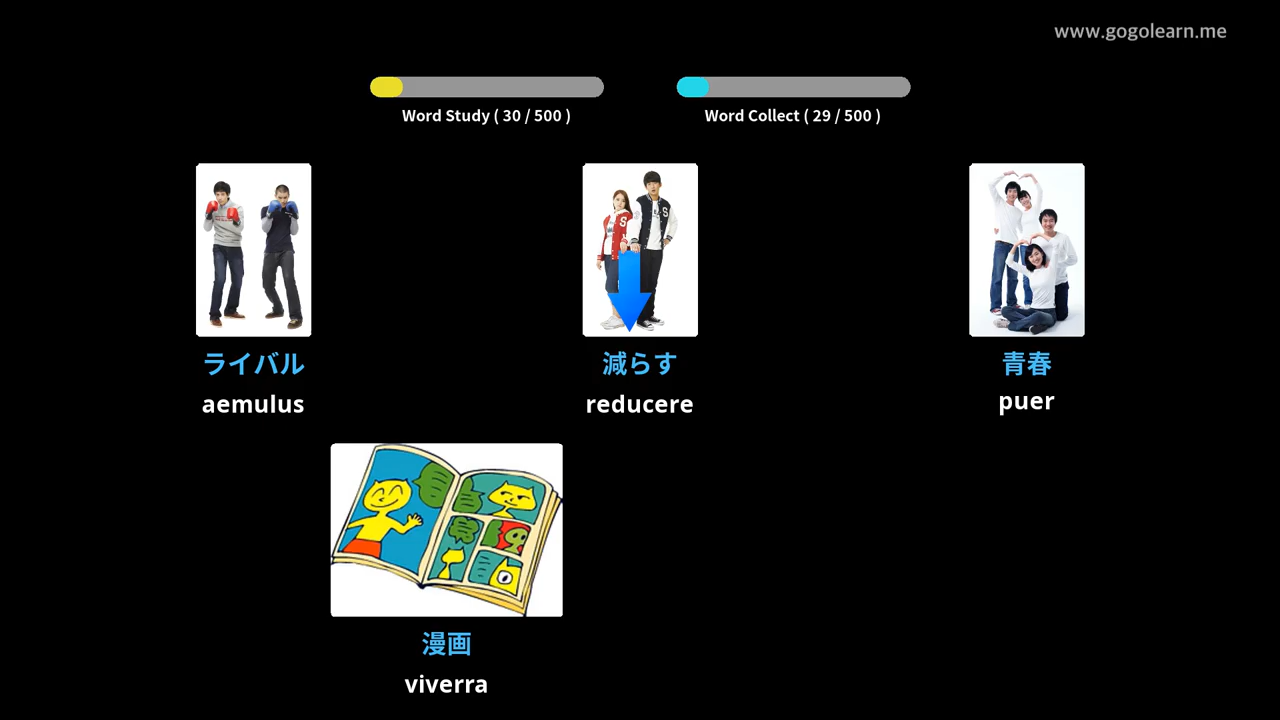 www.gogolearn.me
Word Study ( 30 / 500 )
Word Collect ( 29 / 500 )
ライバル
減らす
青春
aemulus
reducere
puer
漫画
viverra